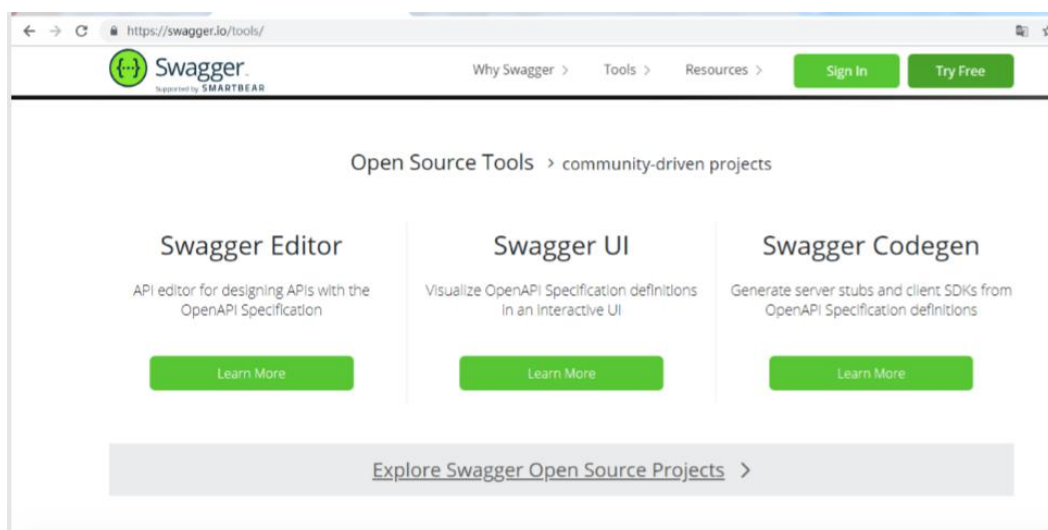 https://swagger.io/tools/
{···} Swagger.
Supported by SMARTBEAR
Why Swagger >
Tools >
Resources >
Sign In
Try Free
Open Source Tools > community-driven projects
Swagger Editor
API editor for designing APIs with the
OpenAPI Specification
Learn More
Swagger UI
Visualize OpenAPI Specification definitions
in an interactive UI
Learn More
Swagger Codegen
Generate server stubs and client SDKs from
OpenAPI Specification definitions
Learn More
Explore Swagger Open Source Projects >